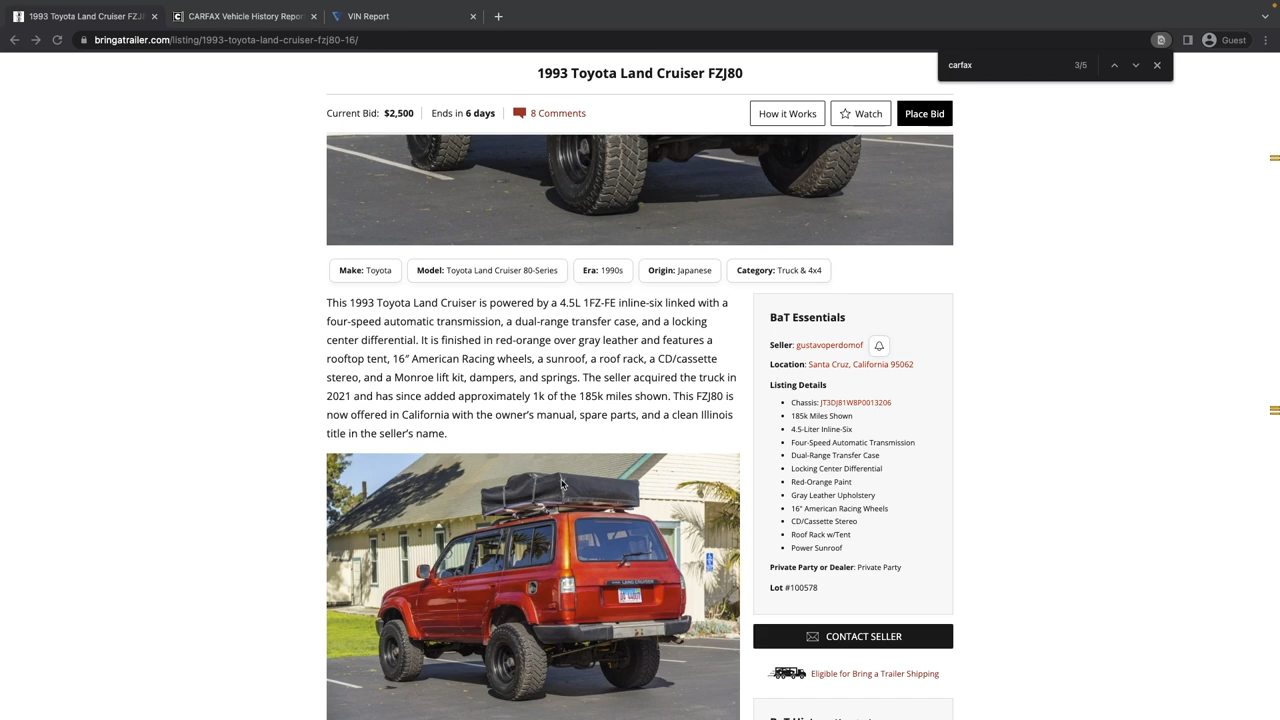 1993 Toyota Land Cruiser FZJ
CARFAX Vehicle History Repor
VIN Report
bringatrailer.com/listing/1993-toyota-land-cruiser-fzj80-16/
Guest
carfax 3/5
1993 Toyota Land Cruiser FZJ80
Current Bid: $2,500
Ends in 6 days
8 Comments
How it Works
Watch
Place Bid
Make: Toyota
Model: Toyota Land Cruiser 80-Series
Era: 1990s
Origin: Japanese
Category: Truck & 4x4
This 1993 Toyota Land Cruiser is powered by a 4.5L 1FZ-FE inline-six linked with a
four-speed automatic transmission, a dual-range transfer case, and a locking
center differential. It is finished in red-orange over gray leather and features a
rooftop tent, 16″ American Racing wheels, a sunroof, a roof rack, a CD/cassette
stereo, and a Monroe lift kit, dampers, and springs. The seller acquired the truck in
2021 and has since added approximately 1k of the 185k miles shown. This FZJ80 is
now offered in California with the owner’s manual, spare parts, and a clean Illinois
title in the seller’s name.
LAND CRUISER
BaT Essentials
Seller: gustavoperdomof
Location: Santa Cruz, California 95062
Listing Details
Chassis: JT3DJ81W8P0013206
185k Miles Shown
4.5-Liter Inline-Six
Four-Speed Automatic Transmission
Dual-Range Transfer Case
Locking Center Differential
Red-Orange Paint
Gray Leather Upholstery
16" American Racing Wheels
CD/Cassette Stereo
Roof Rack w/Tent
Power Sunroof
Private Party or Dealer: Private Party
Lot #100578
CONTACT SELLER
Eligible for Bring a Trailer Shipping